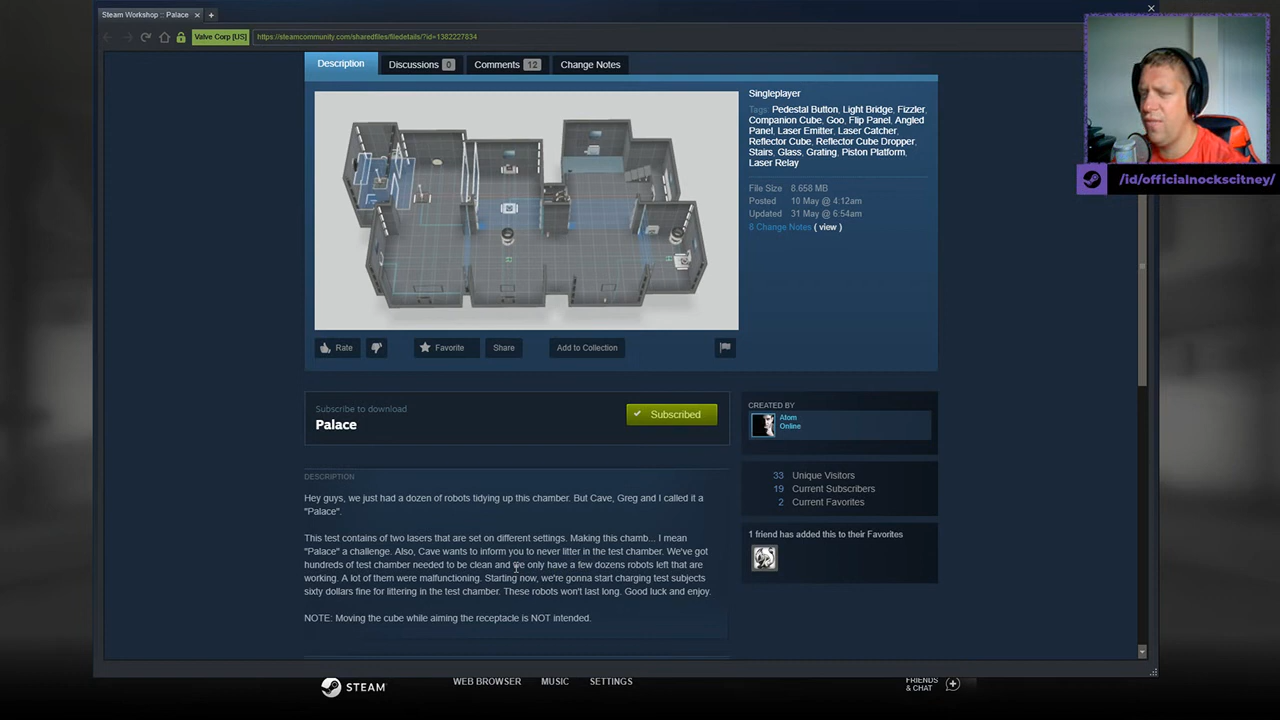 Steam Workshop :: Palace
Valve Corp [US]
https://steamcommunity.com/sharedfiles/filedetails/?id=1382227834
Description
Discussions 0
Comments 12
Change Notes
Singleplayer
Tags: Pedestal Button, Light Bridge, Fizzler,
Companion Cube, Goo, Flip Panel, Angled
Panel, Laser Emitter, Laser Catcher,
Reflector Cube, Reflector Cube Dropper,
Stairs, Glass, Grating, Piston Platform,
Laser Relay
File Size 8.658 MB
Posted 10 May @ 4:12am
Updated 31 May @ 6:54am
8 Change Notes ( view )
/id/officialnockscitney/
Rate
Favorite
Share
Add to Collection
Subscribe to download
Palace
Subscribed
CREATED BY
Atom
Online
33 Unique Visitors
19 Current Subscribers
2 Current Favorites
1 friend has added this to their Favorites
DESCRIPTION
Hey guys, we just had a dozen of robots tidying up this chamber. But Cave, Greg and I called it a
"Palace".
This test contains of two lasers that are set on different settings. Making this chamb... I mean
"Palace" a challenge. Also, Cave wants to inform you to never litter in the test chamber. We've got
hundreds of test chamber needed to be clean and we only have a few dozens robots left that are
working. A lot of them were malfunctioning. Starting now, we're gonna start charging test subjects
sixty dollars fine for littering in the test chamber. These robots won't last long. Good luck and enjoy.
NOTE: Moving the cube while aiming the receptacle is NOT intended.
STEAM
WEB BROWSER
MUSIC
SETTINGS
FRIENDS
& CHAT